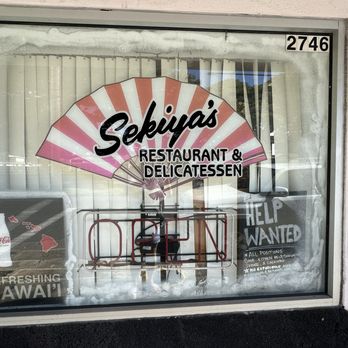 2746
Sekiya's
RESTAURANT &
DELICATESSEN
OPEN
HELP
WANTED
ALL POSITIONS
FRESHING
AWAI'I